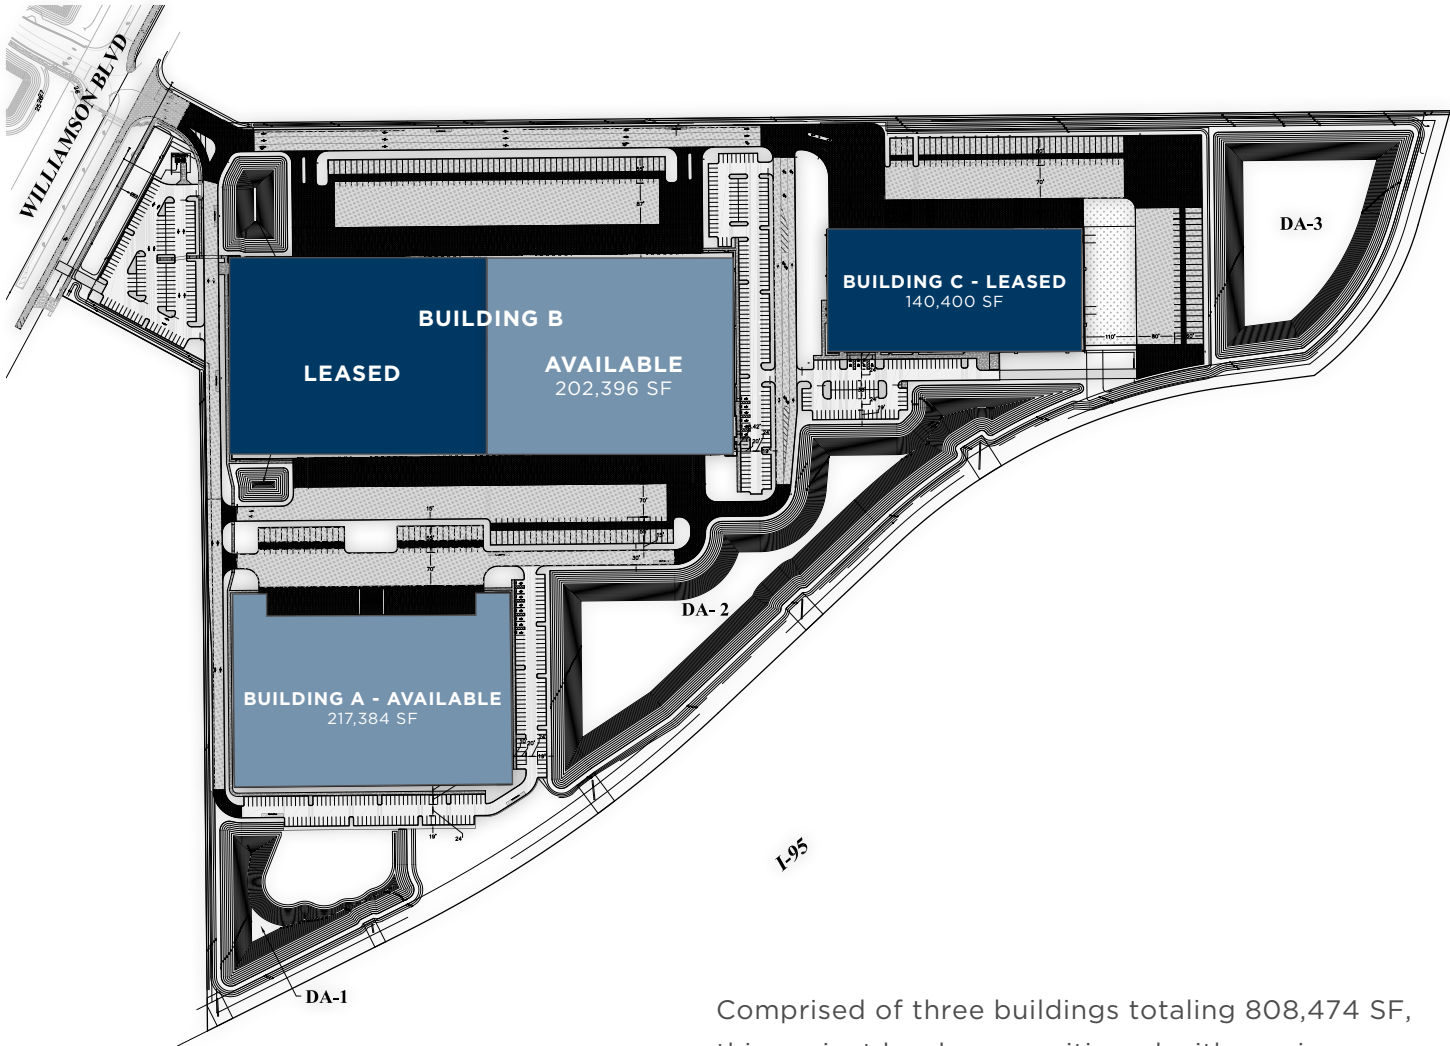 WILLIAMSON BLVD
DA-3
BUILDING C - LEASED
140,400 SF
BUILDING B
LEASED
AVAILABLE
202,396 SF
DA- 2
BUILDING A - AVAILABLE
217,384 SF
I-95
DA-1
Comprised of three buildings totaling 808,474 SF,